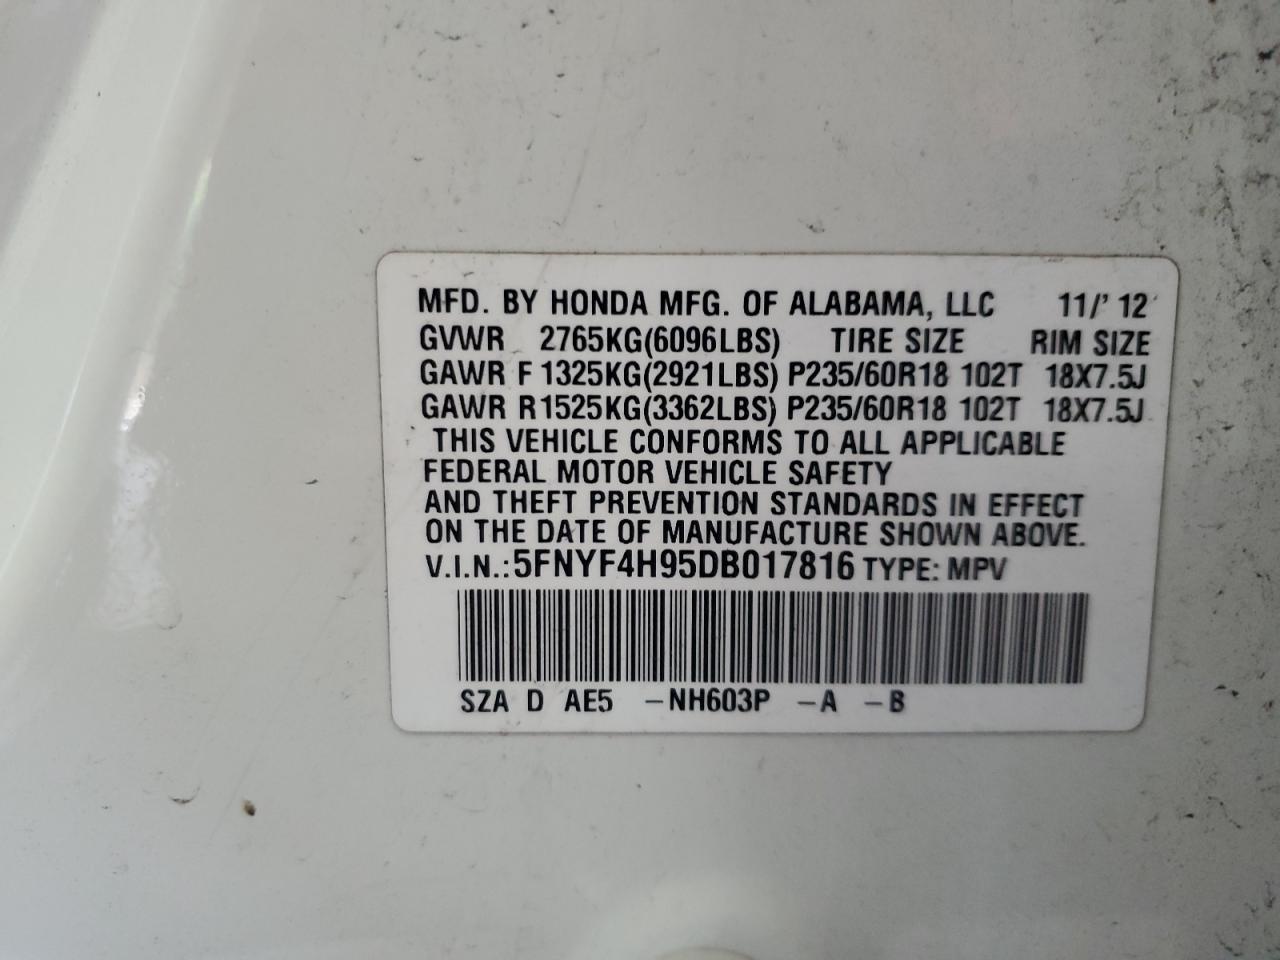 MFD. BY HONDA MFG. OF ALABAMA, LLC 11/'12
GVWR 2765KG(6096LBS) TIRE SIZE RIM SIZE
GAWR F 1325KG(2921LBS) P235/60R18 102T 18X7.5J
GAWR R 1525KG(3362LBS) P235/60R18 102T 18X7.5J
THIS VEHICLE CONFORMS TO ALL APPLICABLE
FEDERAL MOTOR VEHICLE SAFETY
AND THEFT PREVENTION STANDARDS IN EFFECT
ON THE DATE OF MANUFACTURE SHOWN ABOVE.
V.I.N.: 5FNYF4H95DB017816 TYPE: MPV
SZA D AE5 –NH603P –A –B